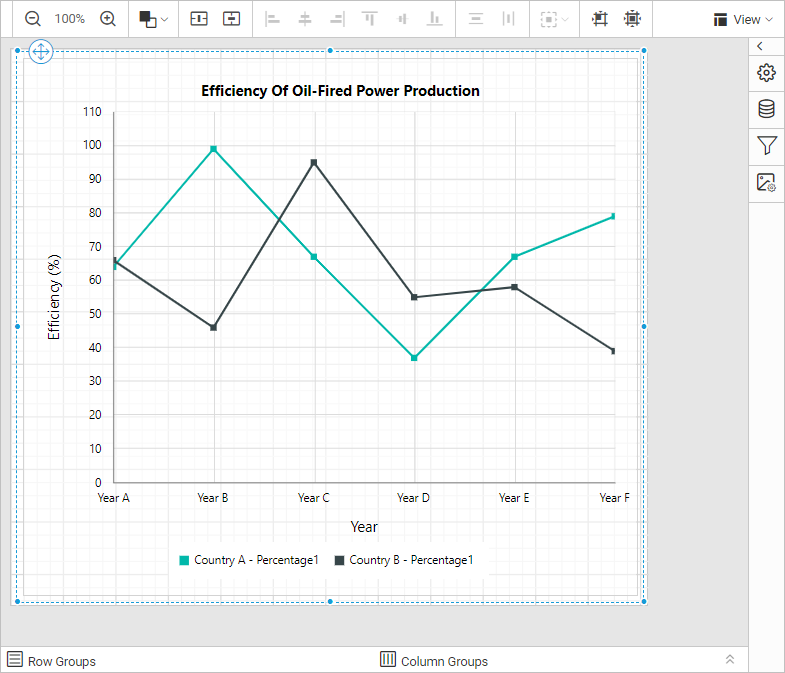 100%
View
Efficiency Of Oil-Fired Power Production
110
100
90
80
70
60
50
40
30
20
10
0
Efficiency (%)
Year A Year B Year C Year D Year E Year F
Year
Country A - Percentage1 Country B - Percentage1
Row Groups Column Groups